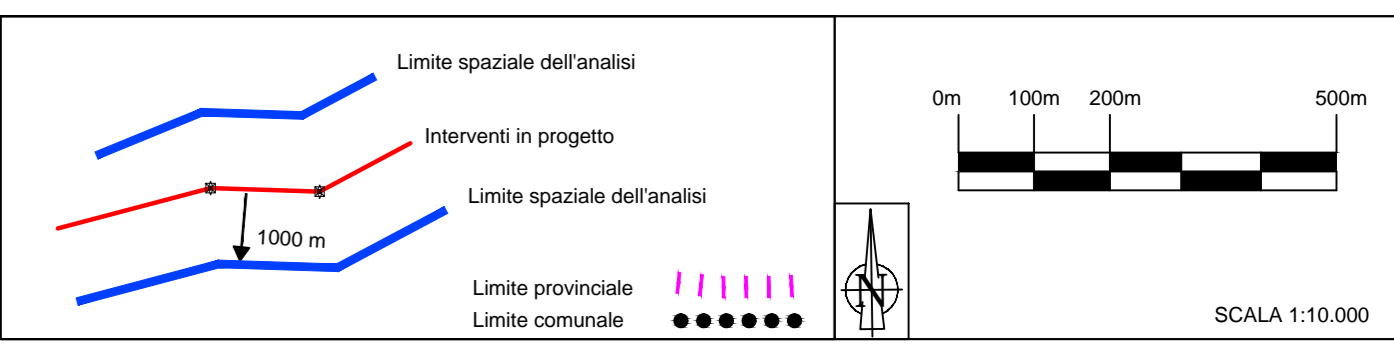 Limite spaziale dell'analisi
Interventi in progetto
Limite spaziale dell'analisi
1000 m
Limite provinciale
Limite comunale
0m 100m 200m 500m
N
SCALA 1:10.000